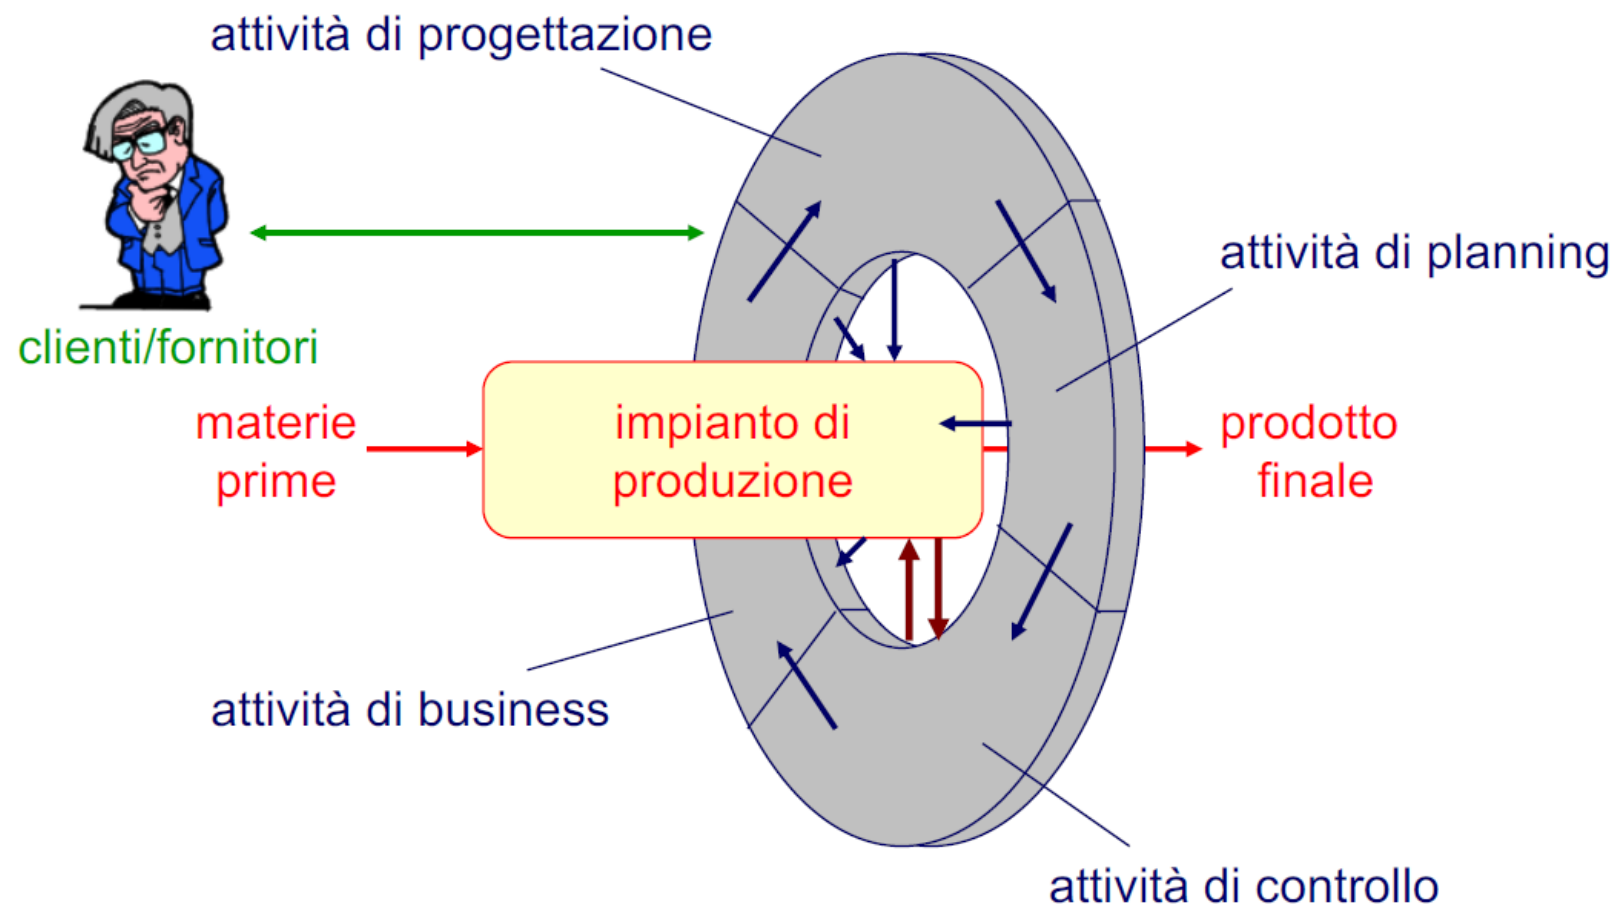 attività di progettazione
attività di planning
clienti/fornitori
materie
prime
impianto di
produzione
prodotto
finale
attività di business
attività di controllo